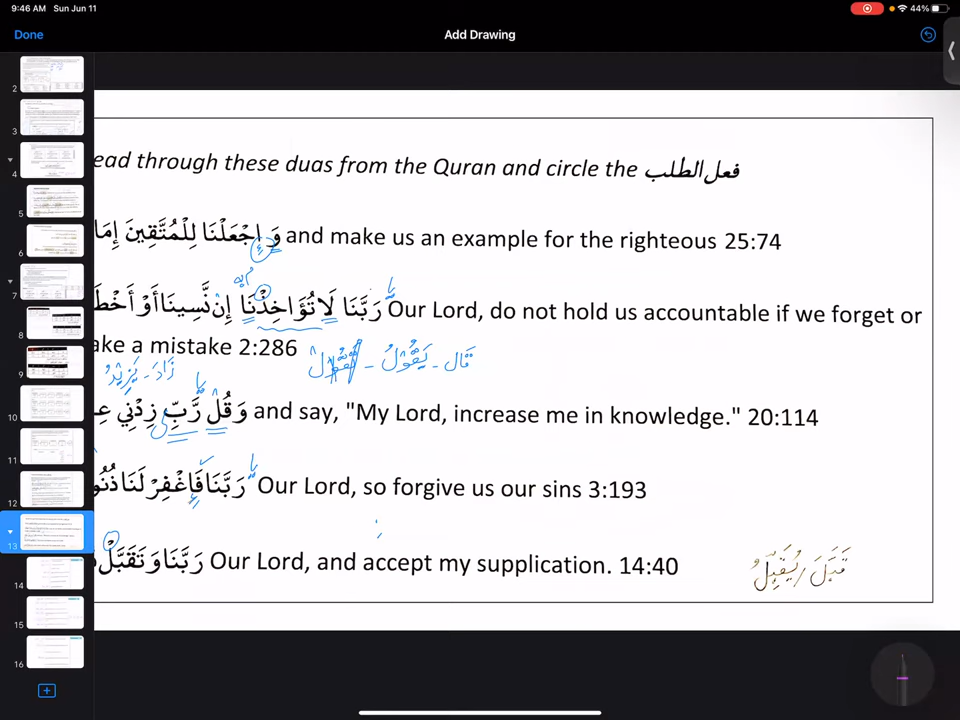 9:46 AM Sun Jun 11
44%
Done
Add Drawing
ead through these duas from the Quran and circle the فعل الطلب
وَ اِجْعَلْنَا لِلْمُتَّقِينَ إِمَا and make us an example for the righteous 25:74
رَبَّنَا لَا تُؤَاخِذْنَا إِن نَّسِينَا أَوْ أَخْطَ Our Lord, do not hold us accountable if we forget or
ake a mistake 2:286
قال - يَقُوْلُ -
زَادَ - يَزِيْدُ
يا
وَ قُلْ رَّبِّ زِدْنِي عِ and say, "My Lord, increase me in knowledge." 20:114
يا
رَبَّنَا فَاغْفِرْ لَنَا ذُنُو Our Lord, so forgive us our sins 3:193
رَبَّنَا وَ تَقَبَّلْ Our Lord, and accept my supplication. 14:40
2
3
4
5
6
7
8
9
10
11
12
13
14
15
16